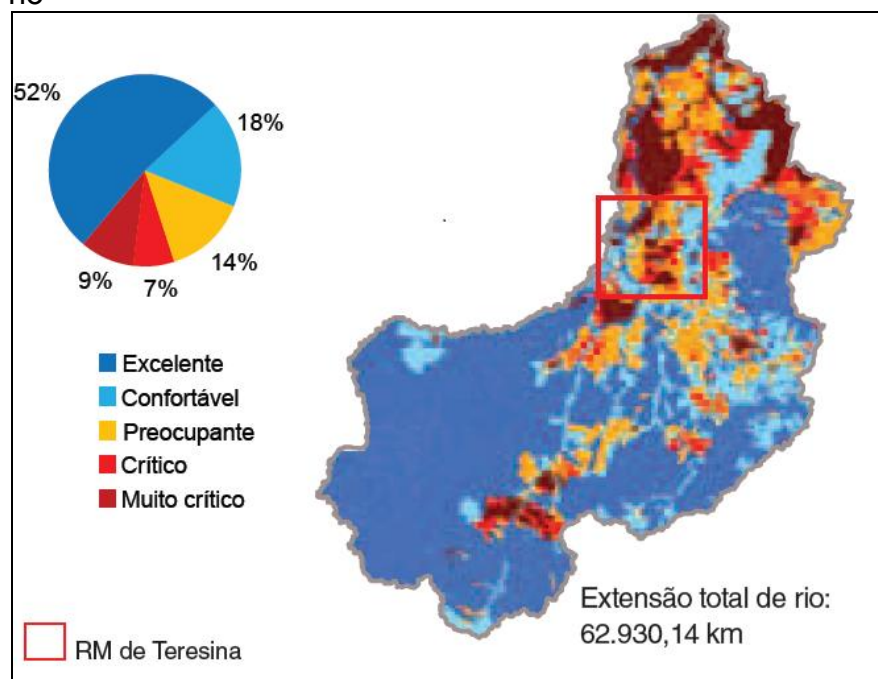 rio
52%
18%
14%
7%
9%
Excelente
Confortável
Preocupante
Crítico
Muito crítico
RM de Teresina
Extensão total de rio:
62.930,14 km